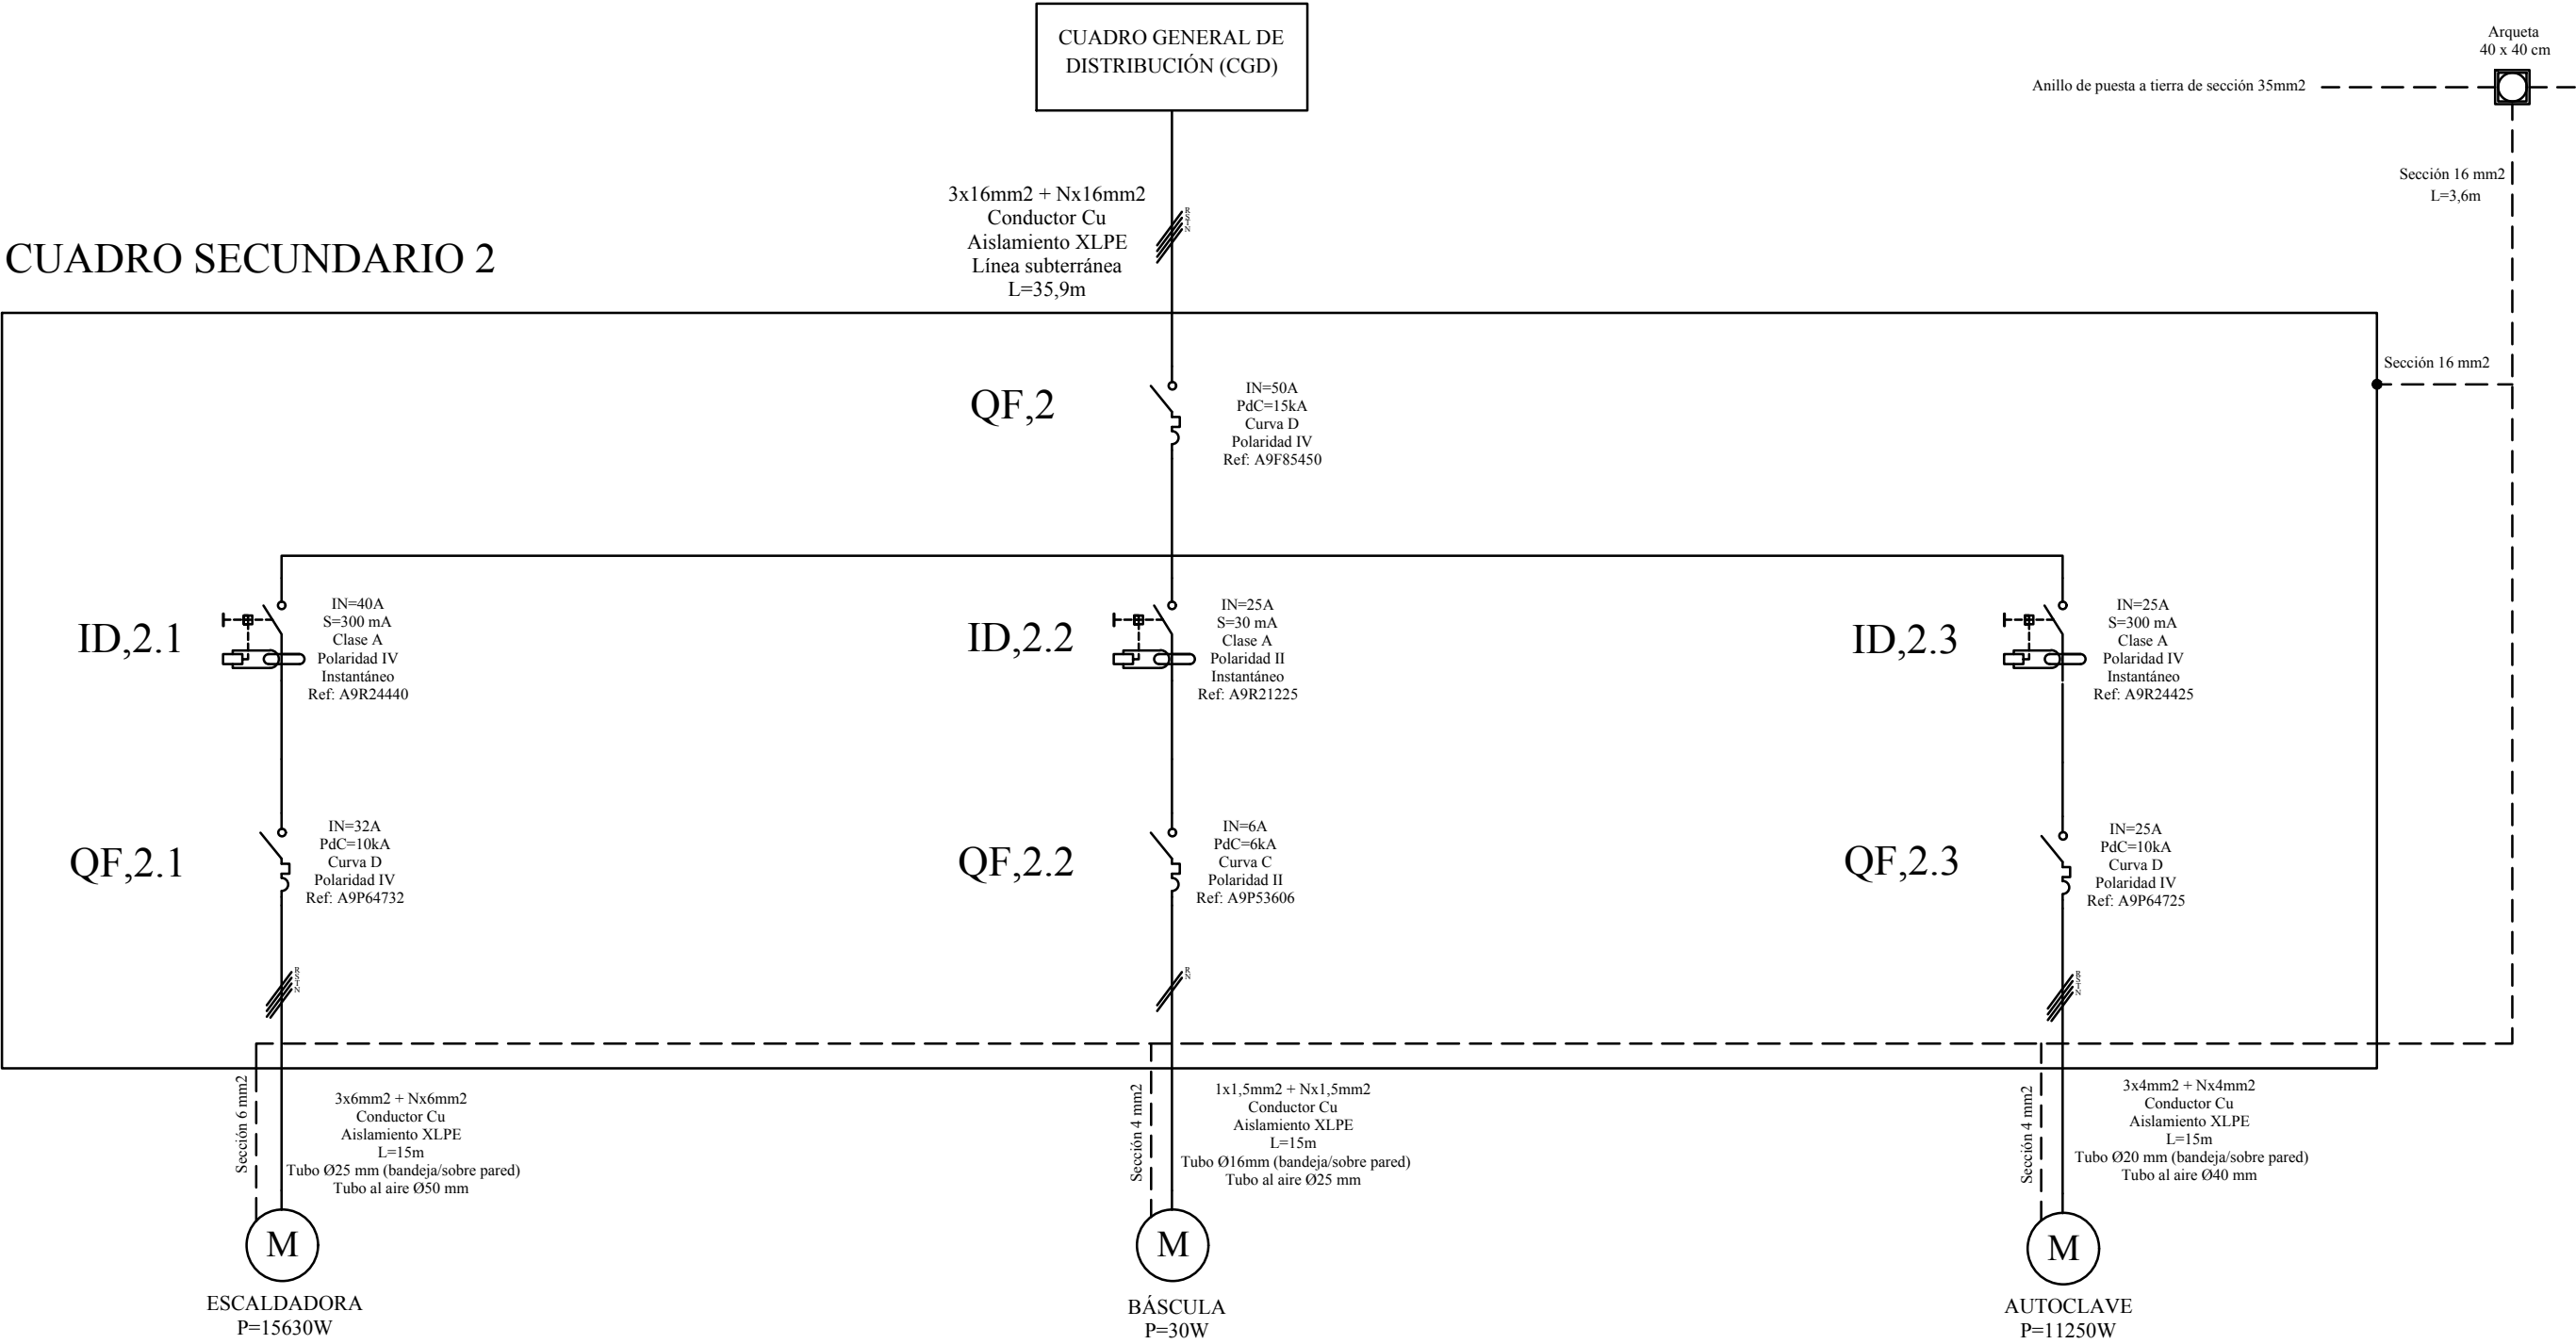 CUADRO GENERAL DE
DISTRIBUCIÓN (CGD)
Arqueta
40 x 40 cm
Anillo de puesta a tierra de sección 35mm2
Sección 16 mm2
L=3,6m
3x16mm2 + Nx16mm2
Conductor Cu
Aislamiento XLPE
Línea subterránea
L=35,9m
RSTN
CUADRO SECUNDARIO 2
Sección 16 mm2
QF,2
IN=50A
PdC=15kA
Curva D
Polaridad IV
Ref: A9F85450
ID,2.1
IN=40A
S=300 mA
Clase A
Polaridad IV
Instantáneo
Ref: A9R24440
ID,2.2
IN=25A
S=30 mA
Clase A
Polaridad II
Instantáneo
Ref: A9R21225
ID,2.3
IN=25A
S=300 mA
Clase A
Polaridad IV
Instantáneo
Ref: A9R24425
QF,2.1
IN=32A
PdC=10kA
Curva D
Polaridad IV
Ref: A9P64732
QF,2.2
IN=6A
PdC=6kA
Curva C
Polaridad II
Ref: A9P53606
QF,2.3
IN=25A
PdC=10kA
Curva D
Polaridad IV
Ref: A9P64725
RSTN
RN
RSTN
Sección 6 mm2
3x6mm2 + Nx6mm2
Conductor Cu
Aislamiento XLPE
L=15m
Tubo Ø25 mm (bandeja/sobre pared)
Tubo al aire Ø50 mm
Sección 4 mm2
1x1,5mm2 + Nx1,5mm2
Conductor Cu
Aislamiento XLPE
L=15m
Tubo Ø16mm (bandeja/sobre pared)
Tubo al aire Ø25 mm
Sección 4 mm2
3x4mm2 + Nx4mm2
Conductor Cu
Aislamiento XLPE
L=15m
Tubo Ø20 mm (bandeja/sobre pared)
Tubo al aire Ø40 mm
M
ESCALDADORA
P=15630W
M
BÁSCULA
P=30W
M
AUTOCLAVE
P=11250W